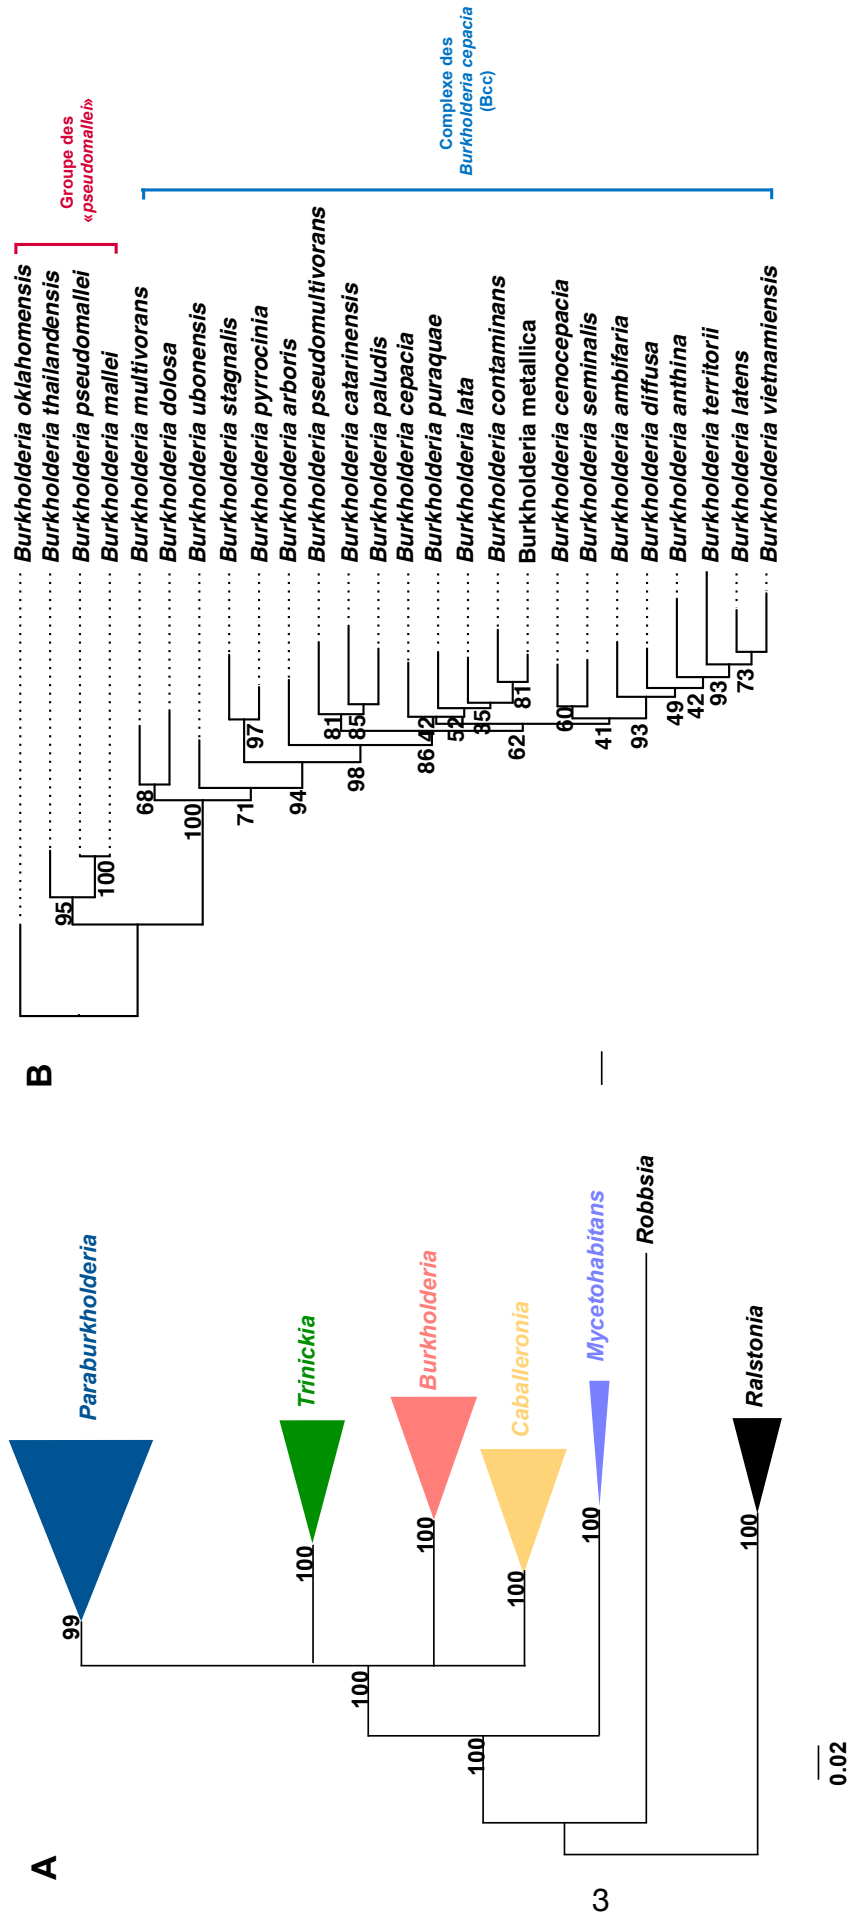 A
Paraburkholderia
99
Trinickia
100
Burkholderia
100
100
Caballeronia
100
Mycetohabitans
100
100
Robbsia
Ralstonia
100
0.02
B
Burkholderia oklahomensis
Burkholderia thailandensis
Burkholderia pseudomallei
Burkholderia mallei
Burkholderia multivorans
Burkholderia dolosa
Burkholderia ubonensis
Burkholderia stagnalis
Burkholderia pyrrocinia
Burkholderia arboris
Burkholderia pseudomultivorans
Burkholderia catarinensis
Burkholderia paludis
Burkholderia cepacia
Burkholderia puraquae
Burkholderia lata
Burkholderia contaminans
Burkholderia metallica
Burkholderia cenocepacia
Burkholderia seminalis
Burkholderia ambifaria
Burkholderia diffusa
Burkholderia anthina
Burkholderia territorii
Burkholderia latens
Burkholderia vietnamiensis
95
100
68
100
71
97
94
98
81
85
86
42
52
35
81
62
60
41
93
49
42
93
73
Groupe des
«pseudomallei»
Complexe des
Burkholderia cepacia
(Bcc)
3